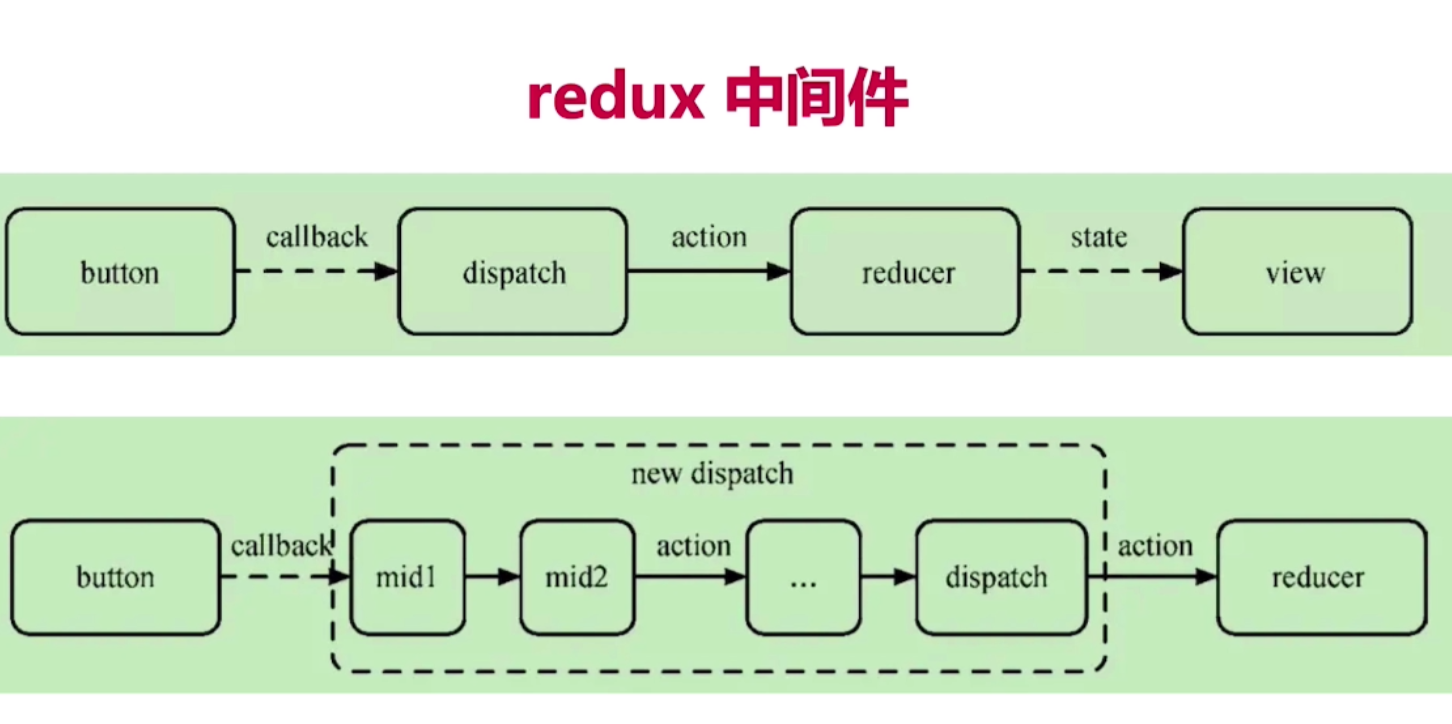 redux 中间件
callback action state
button dispatch reducer view
new dispatch
callback action action
button mid1 mid2 ... dispatch reducer